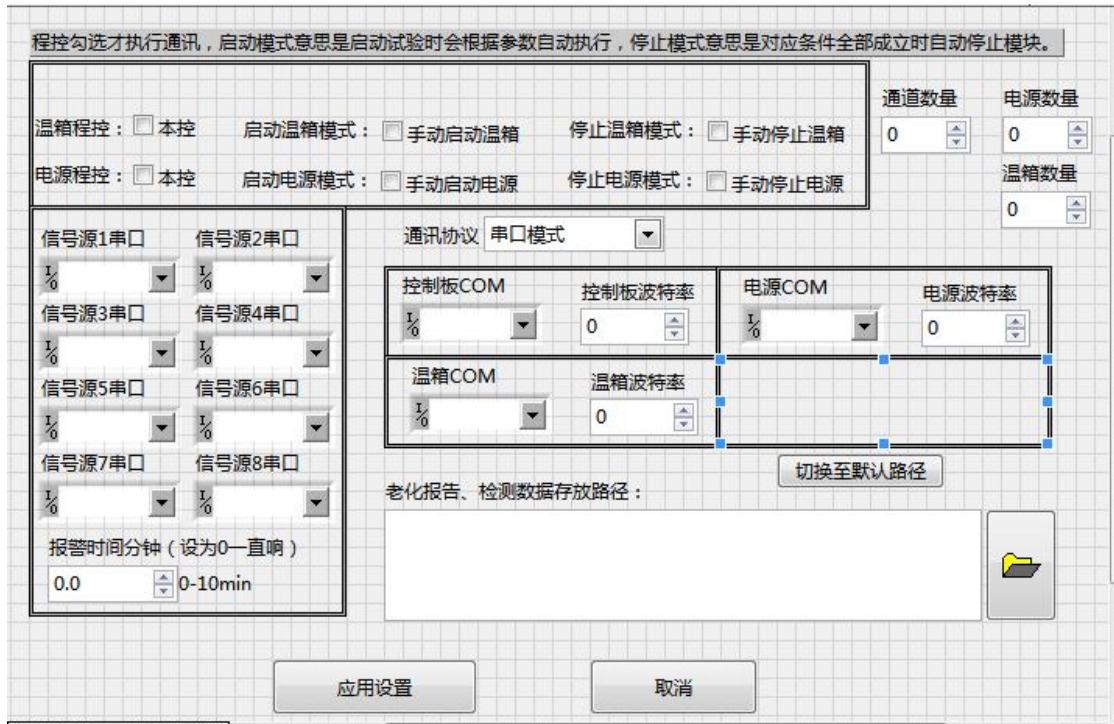 程控勾选才执行通讯，启动模式意思是启动试验时会根据参数自动执行，停止模式意思是对应条件全部成立时自动停止模块。
通道数量 电源数量
温箱程控： 本控 启动温箱模式： 手动启动温箱 停止温箱模式： 手动停止温箱 0 0
电源程控： 本控 启动电源模式： 手动启动电源 停止电源模式： 手动停止电源 温箱数量
0
信号源1串口 信号源2串口 通讯协议 串口模式
I/0 I/0 控制板COM 控制板波特率 电源COM 电源波特率
信号源3串口 信号源4串口 I/0 0 I/0 0
I/0 I/0 温箱COM 温箱波特率
信号源5串口 信号源6串口 I/0 0
I/0 I/0
信号源7串口 信号源8串口 切换至默认路径
I/0 I/0 老化报告、检测数据存放路径：
报警时间分钟（设为0一直响）
0.0 0-10min
应用设置 取消